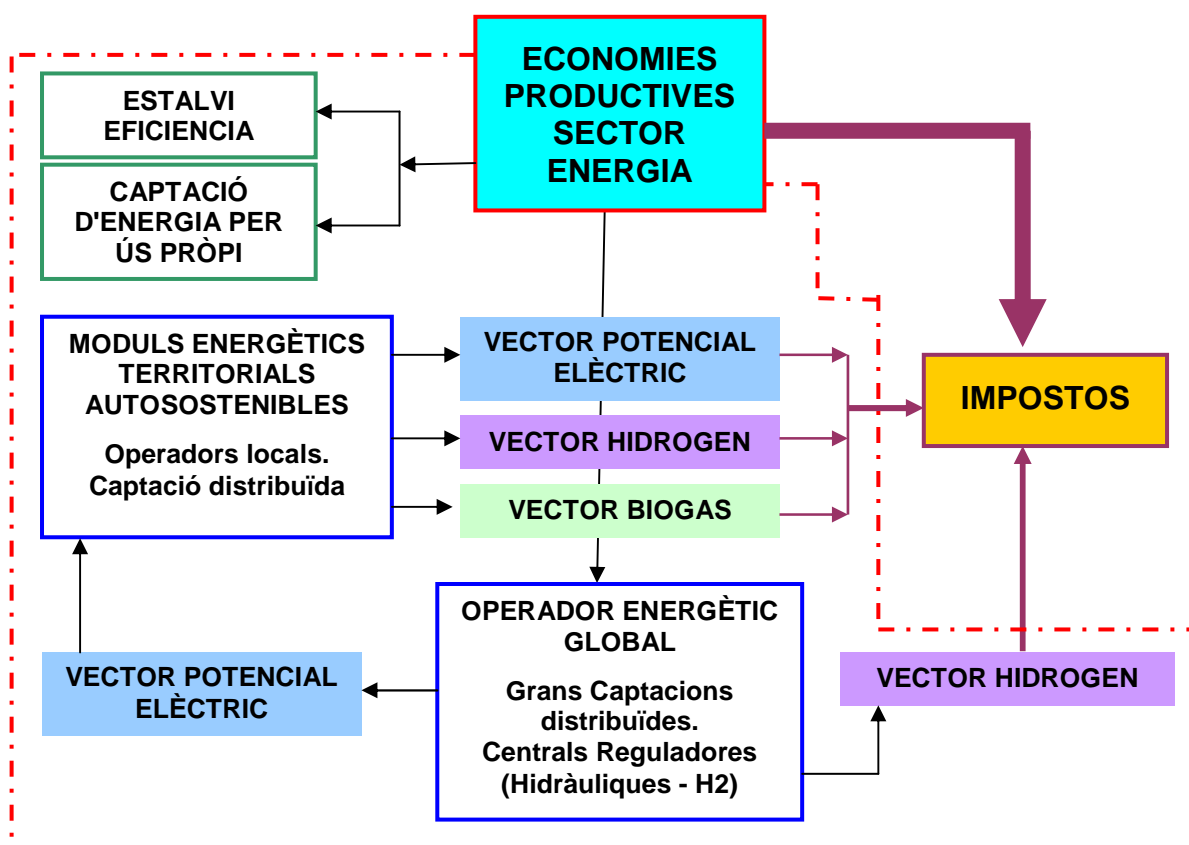 ECONOMIES
PRODUCTIVES
SECTOR
ENERGIA
ESTALVI
EFICIENCIA
CAPTACIÓ
D'ENERGIA PER
ÚS PRÒPI
MODULS ENERGÈTICS
TERRITORIALS
AUTOSOSTENIBLES
Operadors locals.
Captació distribuïda
VECTOR POTENCIAL
ELÈCTRIC
VECTOR HIDROGEN
VECTOR BIOGAS
IMPOSTOS
OPERADOR ENERGÈTIC
GLOBAL
Grans Captacions
distribuïdes.
Centrals Reguladores
(Hidràuliques - H2)
VECTOR POTENCIAL
ELÈCTRIC
VECTOR HIDROGEN